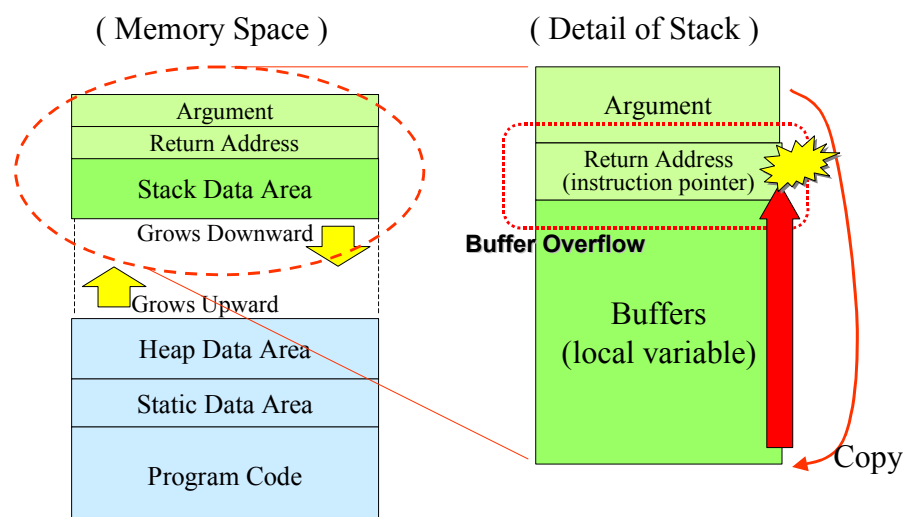 ( Memory Space )
Argument
Return Address
Stack Data Area
Grows Downward
Grows Upward
Heap Data Area
Static Data Area
Program Code
( Detail of Stack )
Argument
Return Address
(instruction pointer)
Buffer Overflow
Buffers
(local variable)
Copy